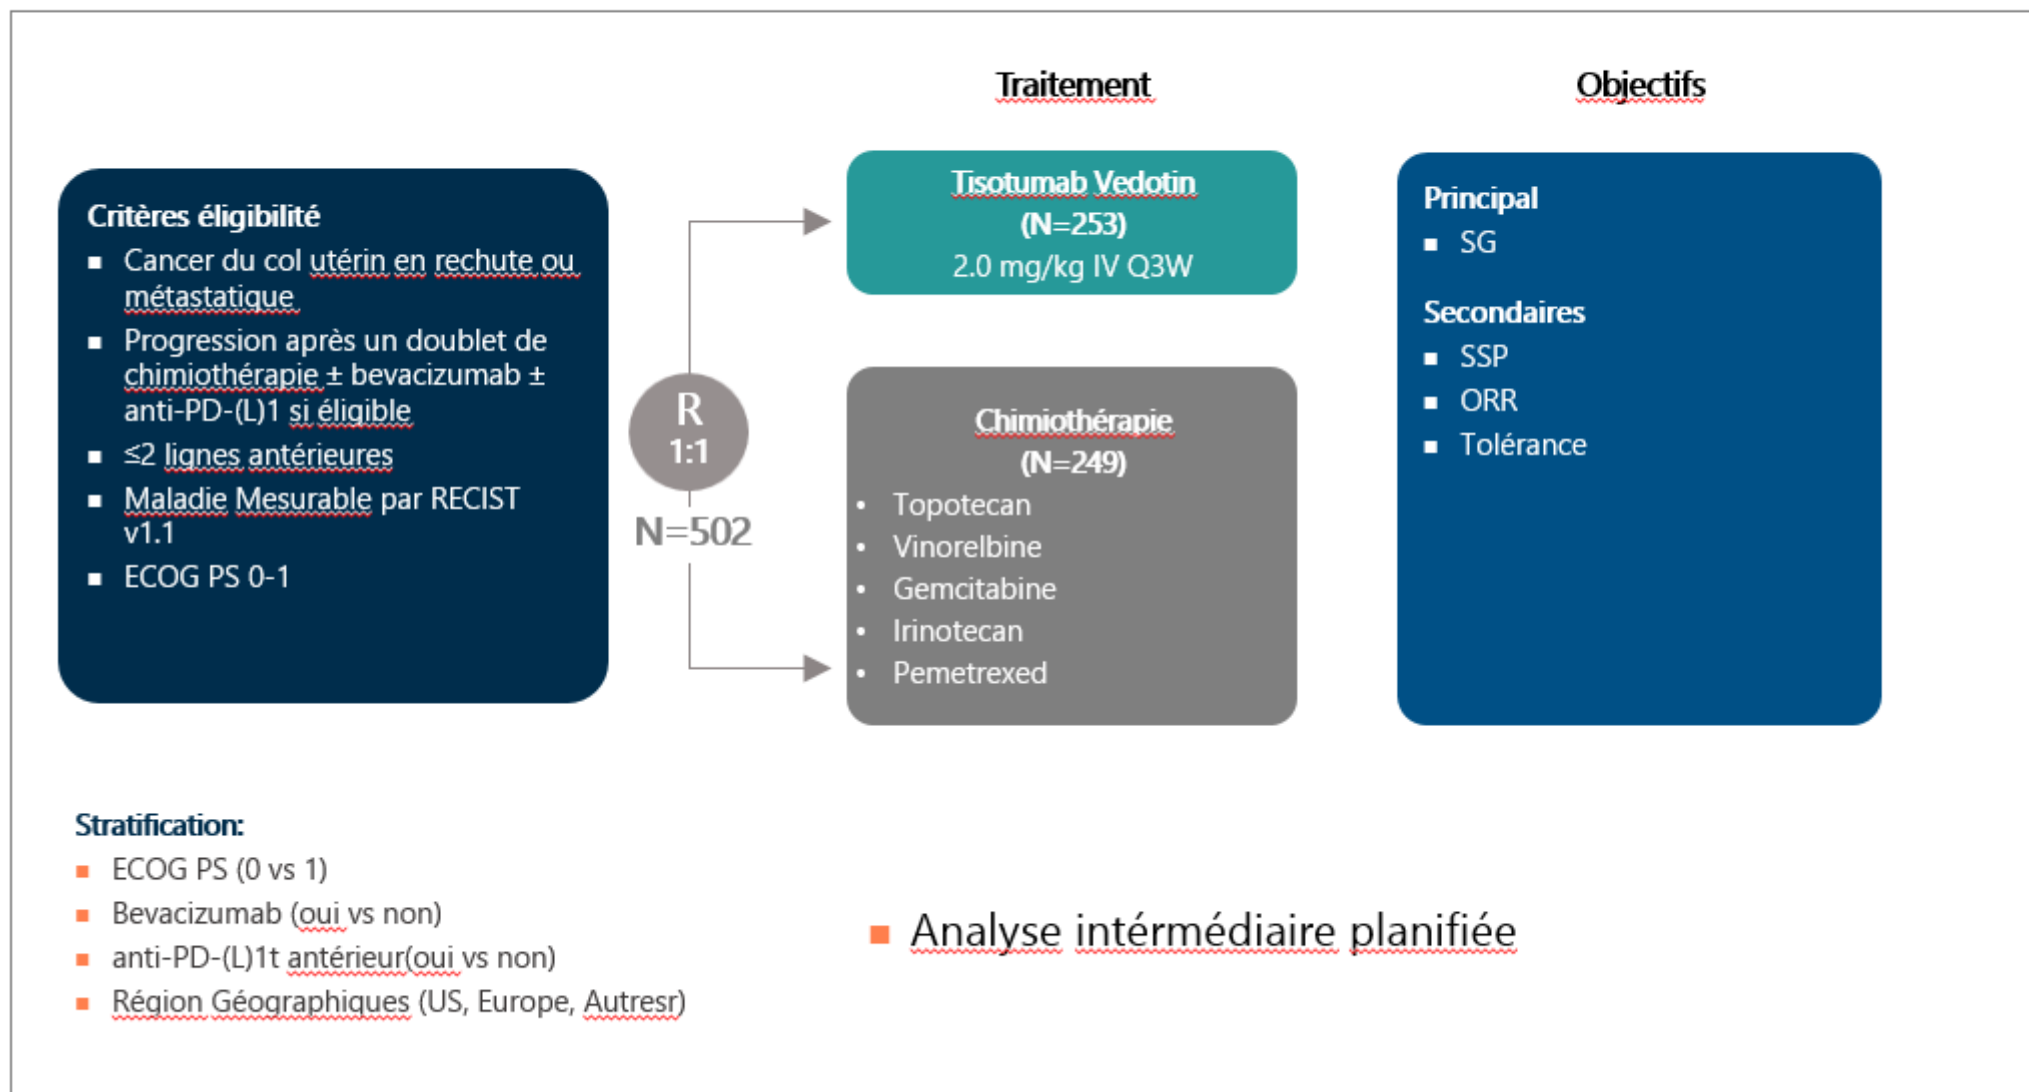 Traitement
Objectifs
Critères éligibilité
Cancer du col utérin en rechute ou
métastatique
Progression après un doublet de
chimiothérapie ± bevacizumab ±
anti-PD-(L)1 si éligible
≤2 lignes antérieures
Maladie Mesurable par RECIST
v1.1
ECOG PS 0-1
R
1:1
N=502
Tisotumab Vedotin
(N=253)
2.0 mg/kg IV Q3W
Chimiothérapie
(N=249)
• Topotecan
• Vinorelbine
• Gemcitabine
• Irinotecan
• Pemetrexed
Principal
SG
Secondaires
SSP
ORR
Tolérance
Stratification:
ECOG PS (0 vs 1)
Bevacizumab (oui vs non)
anti-PD-(L)1t antérieur(oui vs non)
Région Géographiques (US, Europe, Autresr)
Analyse intérmédiaire planifiée